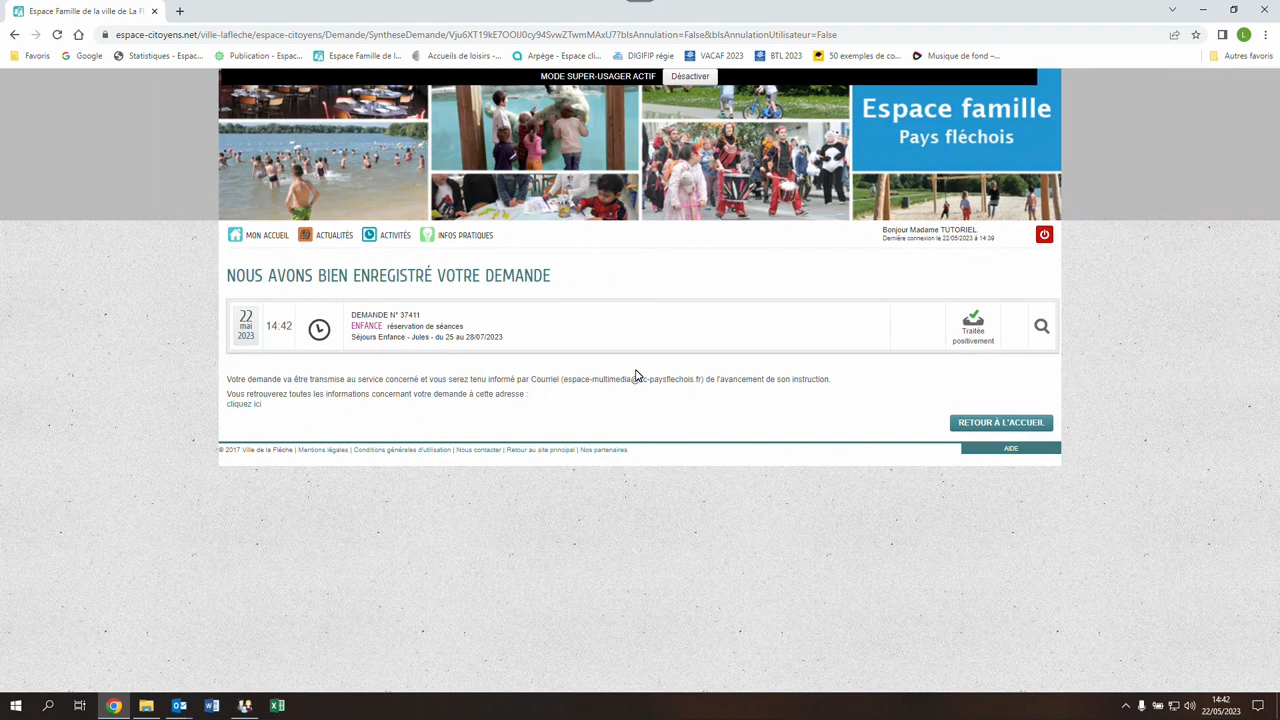 Espace Famille de la ville de La Fl
espace-citoyens.net/ville-lafleche/espace-citoyens/Demande/SyntheseDemande/Vju6XT19kE7OOlJ0cy94SvwZTwmMAxU7?blsAnnulation=False&blsAnnulationUtilisateur=False
L
Favoris
Google
Statistiques - Espac...
Publication - Espac...
Espace Famille de l...
Accueils de loisirs -...
Arpège - Espace cli...
DIGIFIP régie
VACAF 2023
BTL 2023
50 exemples de co...
Musique de fond –...
Autres favoris
MODE SUPER-USAGER ACTIF
Désactiver
Espace famille
Pays fléchois
MON ACCUEIL
ACTUALITÉS
ACTIVITÉS
INFOS PRATIQUES
Bonjour Madame TUTORIEL.
Dernière connexion le 22/05/2023 à 14:39
NOUS AVONS BIEN ENREGISTRÉ VOTRE DEMANDE
22
mai
2023
14:42
DEMANDE N° 37411
ENFANCE réservation de séances
Séjours Enfance - Jules - du 25 au 28/07/2023
Traitée
positivement
Votre demande va être transmise au service concerné et vous serez tenu informé par Courriel (espace-multimedia@cc-paysflechois.fr) de l'avancement de son instruction.
Vous retrouverez toutes les informations concernant votre demande à cette adresse :
cliquez ici
RETOUR À L'ACCUEIL
© 2017 Ville de la Flèche | Mentions légales | Conditions générales d'utilisation | Nous contacter | Retour au site principal | Nos partenaires
AIDE
14:42
22/05/2023